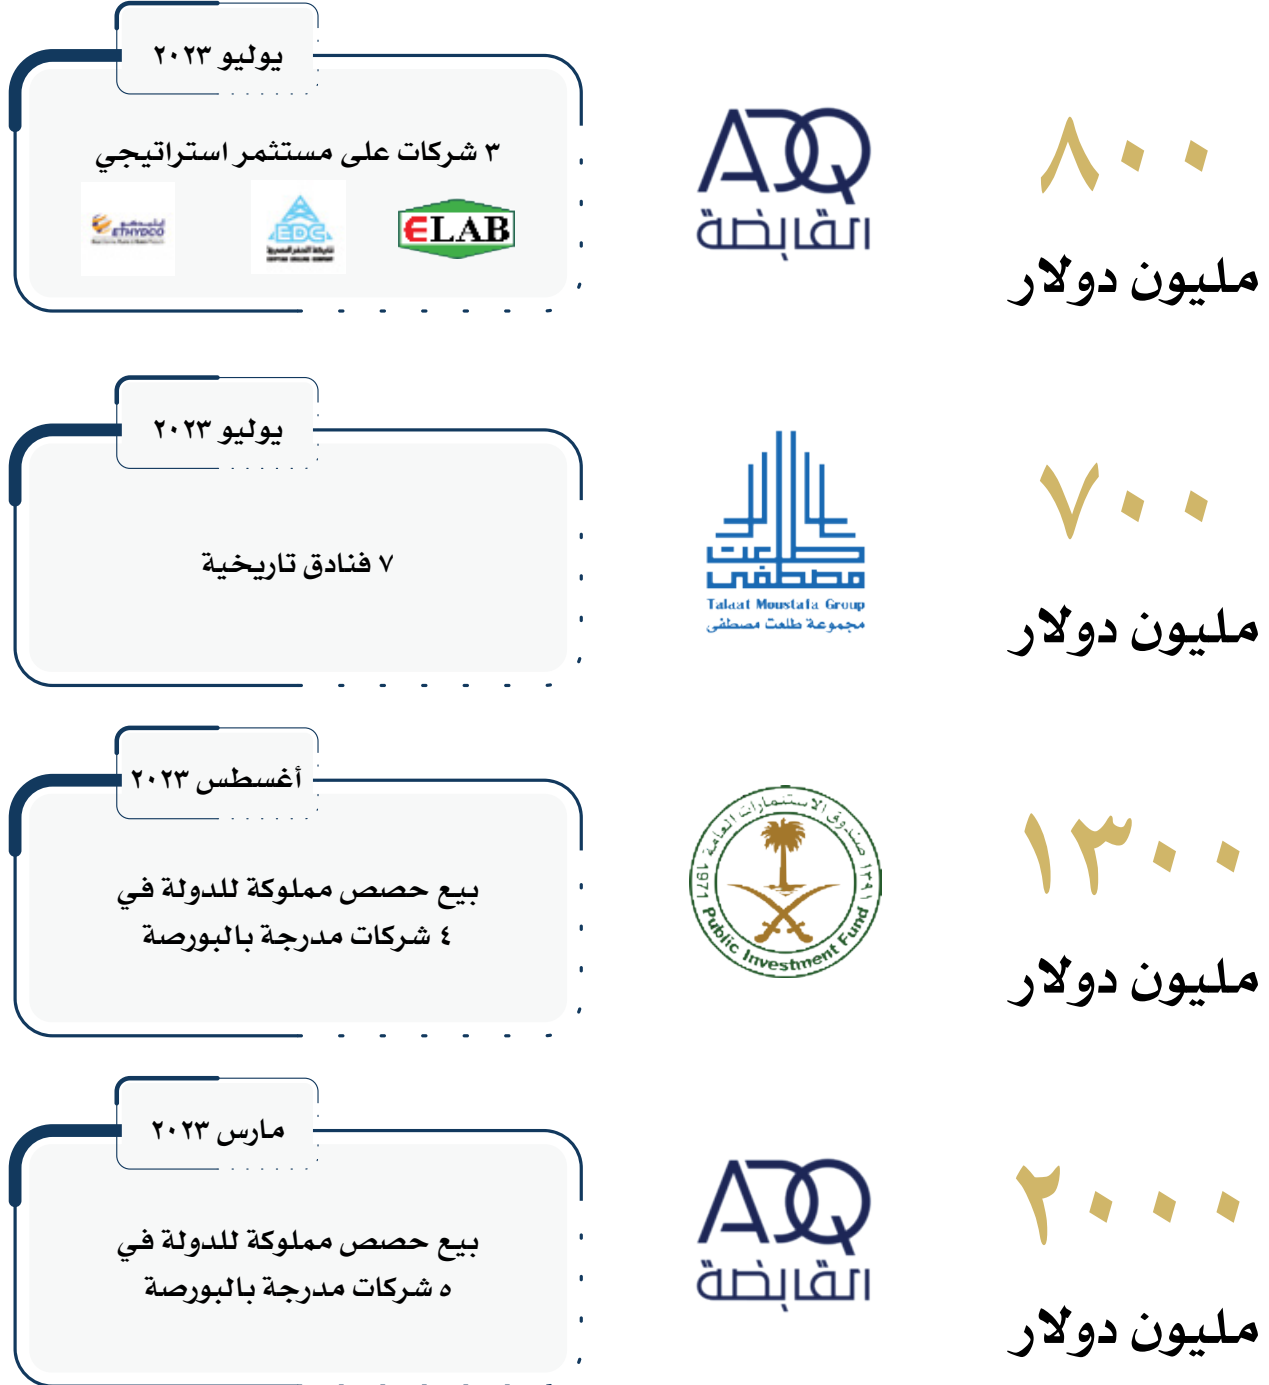 يوليو ٢٠٢٣
٣ شركات على مستثمر استراتيجي
ETHYDCO
EDC
ELAB
ADQ
القابضة
٨٠٠
مليون دولار
يوليو ٢٠٢٣
٧ فنادق تاريخية
طلعت
مصطفى
Talaat Moustafa Group
مجموعة طلعت مصطفى
٧٠٠
مليون دولار
أغسطس ٢٠٢٣
بيع حصص مملوكة للدولة في
٤ شركات مدرجة بالبورصة
صندوق الاستثمارات العامة
١٣٩١
1971
Public Investment Fund
١٣٠٠
مليون دولار
مارس ٢٠٢٣
بيع حصص مملوكة للدولة في
٥ شركات مدرجة بالبورصة
ADQ
القابضة
٢٠٠٠
مليون دولار